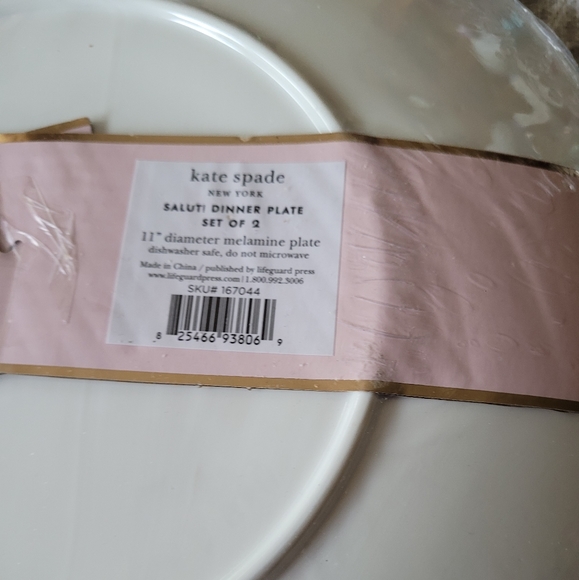 kate spade
NEW YORK
SALUT! DINNER PLATE
SET OF 2
11" diameter melamine plate
dishwasher safe, do not microwave
Made in China / published by lifeguard press
www.lifeguardpress.com | 1.800.992.3006
SKU# 167044
8 25466 93806 9